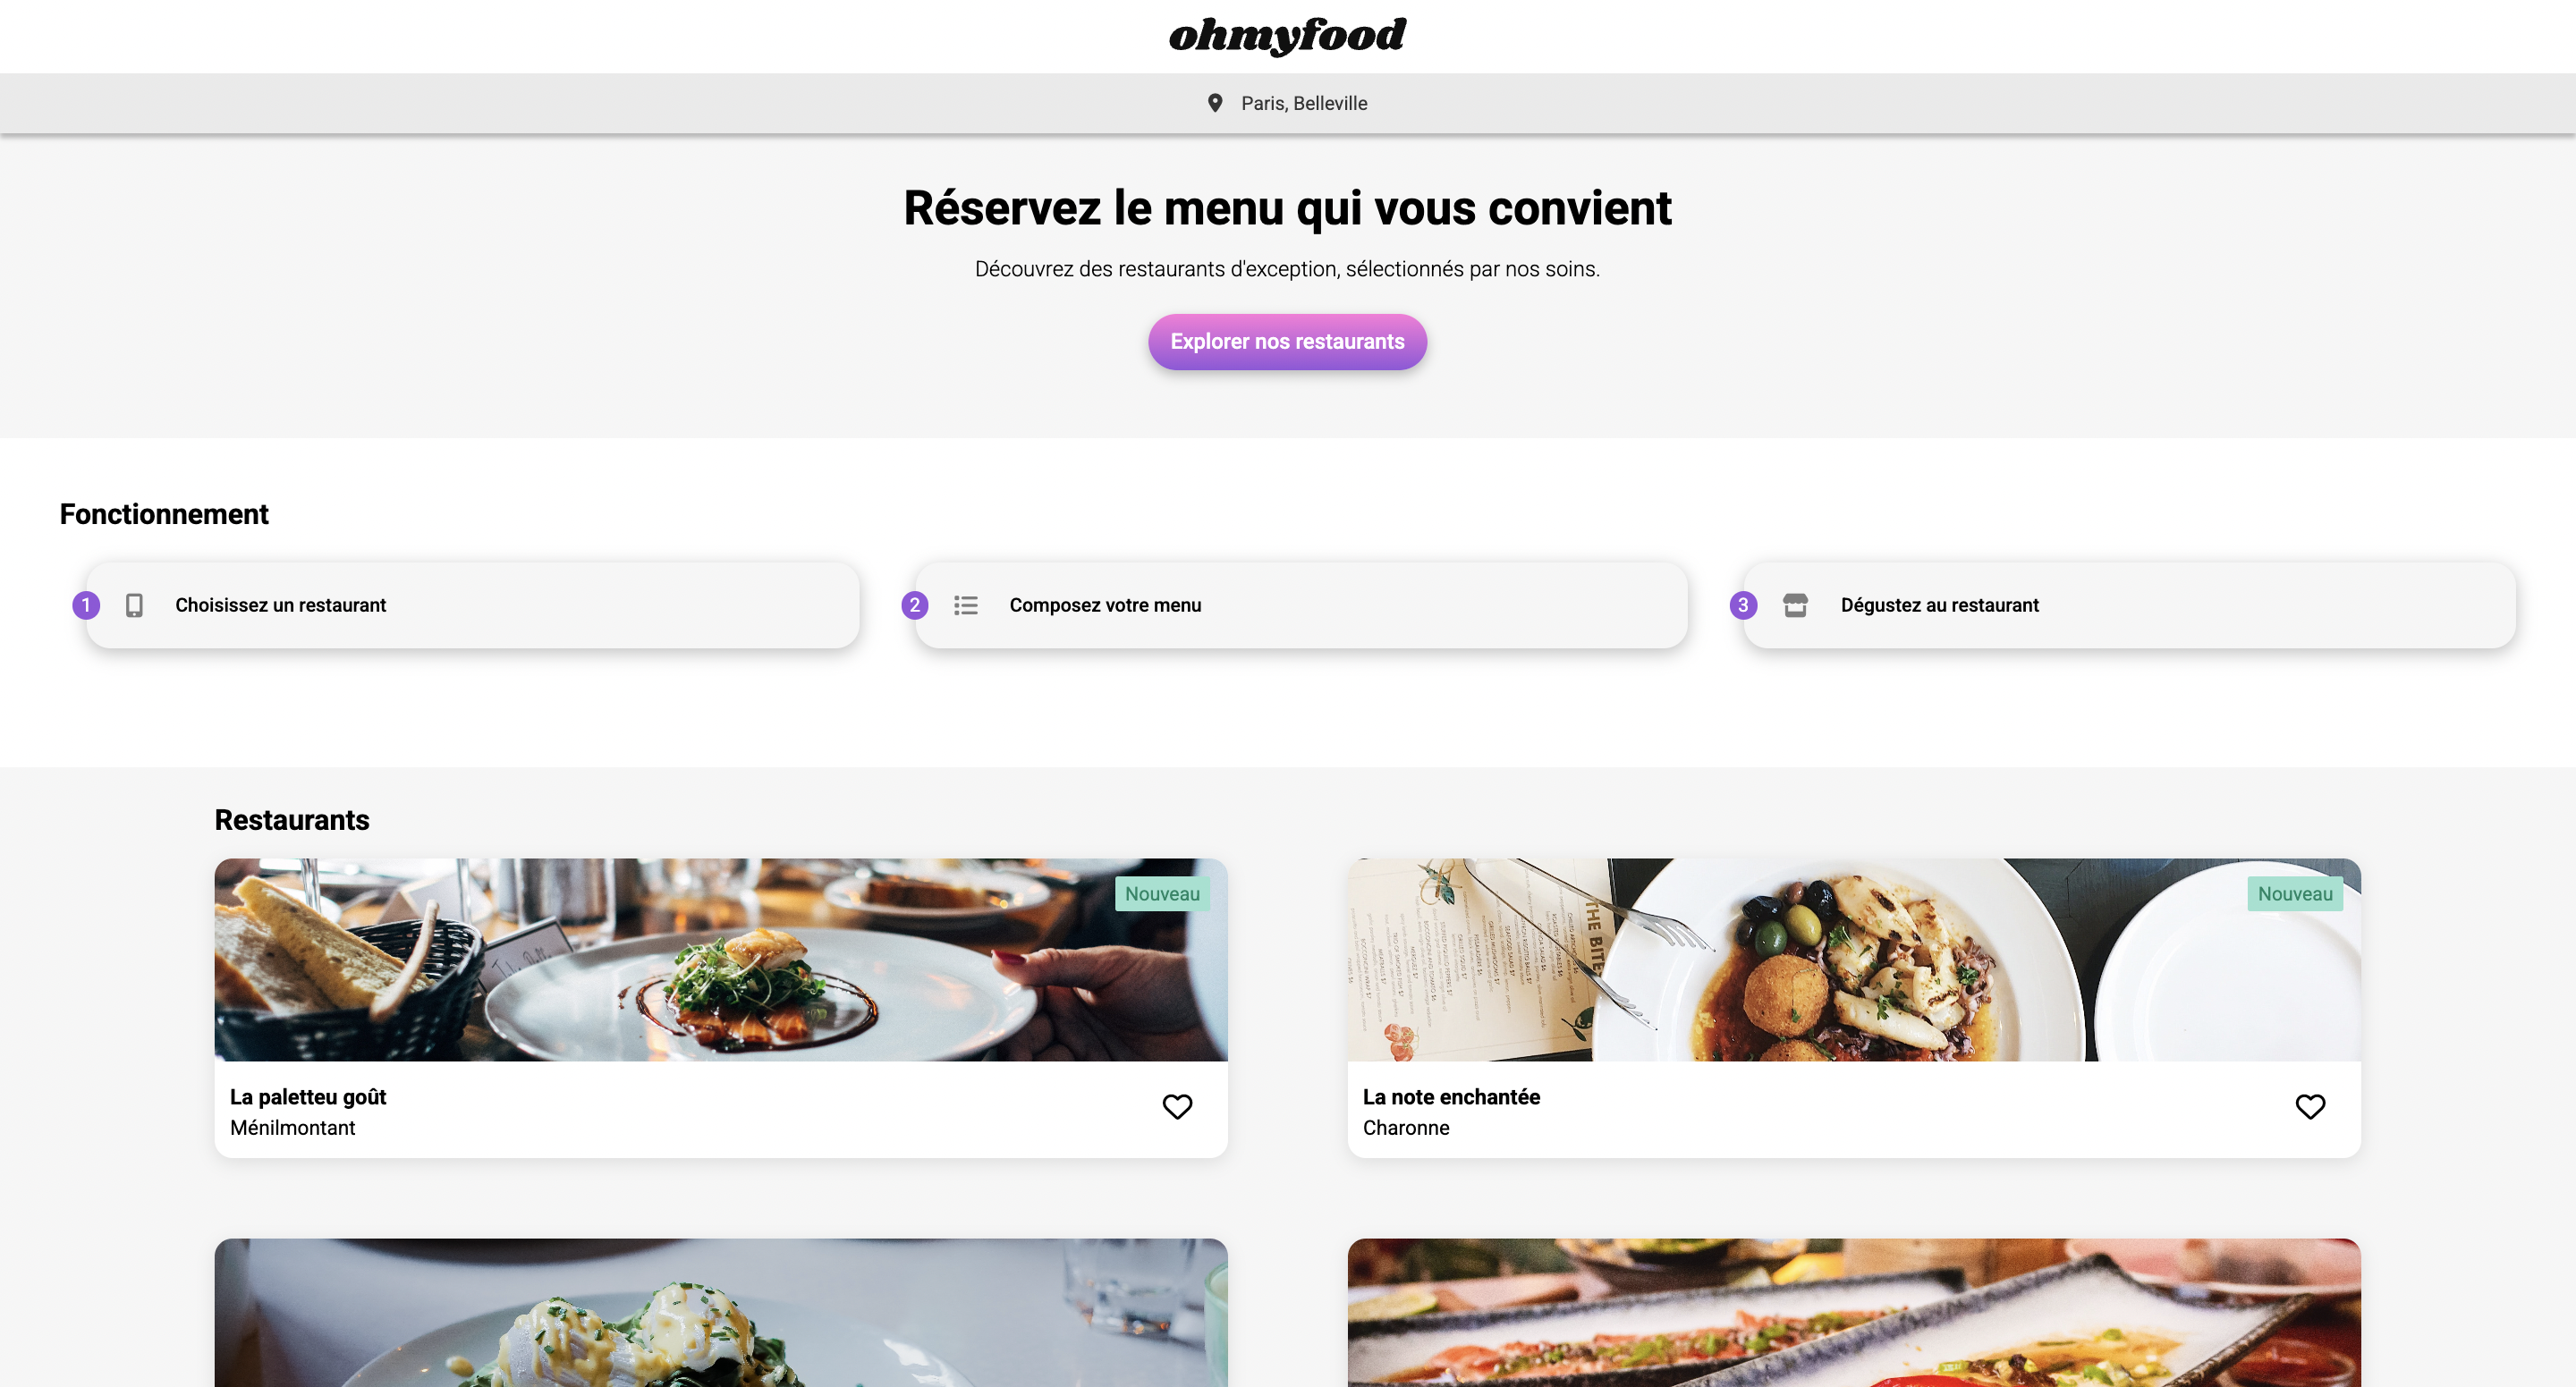 ohmyfood
Paris, Belleville
Réservez le menu qui vous convient
Découvrez des restaurants d'exception, sélectionnés par nos soins.
Explorer nos restaurants
Fonctionnement
1 Choisissez un restaurant
2 Composez votre menu
3 Dégustez au restaurant
Restaurants
Nouveau
THE BITE
Nouveau
La paletteu goût
Ménilmontant
La note enchantée
Charonne